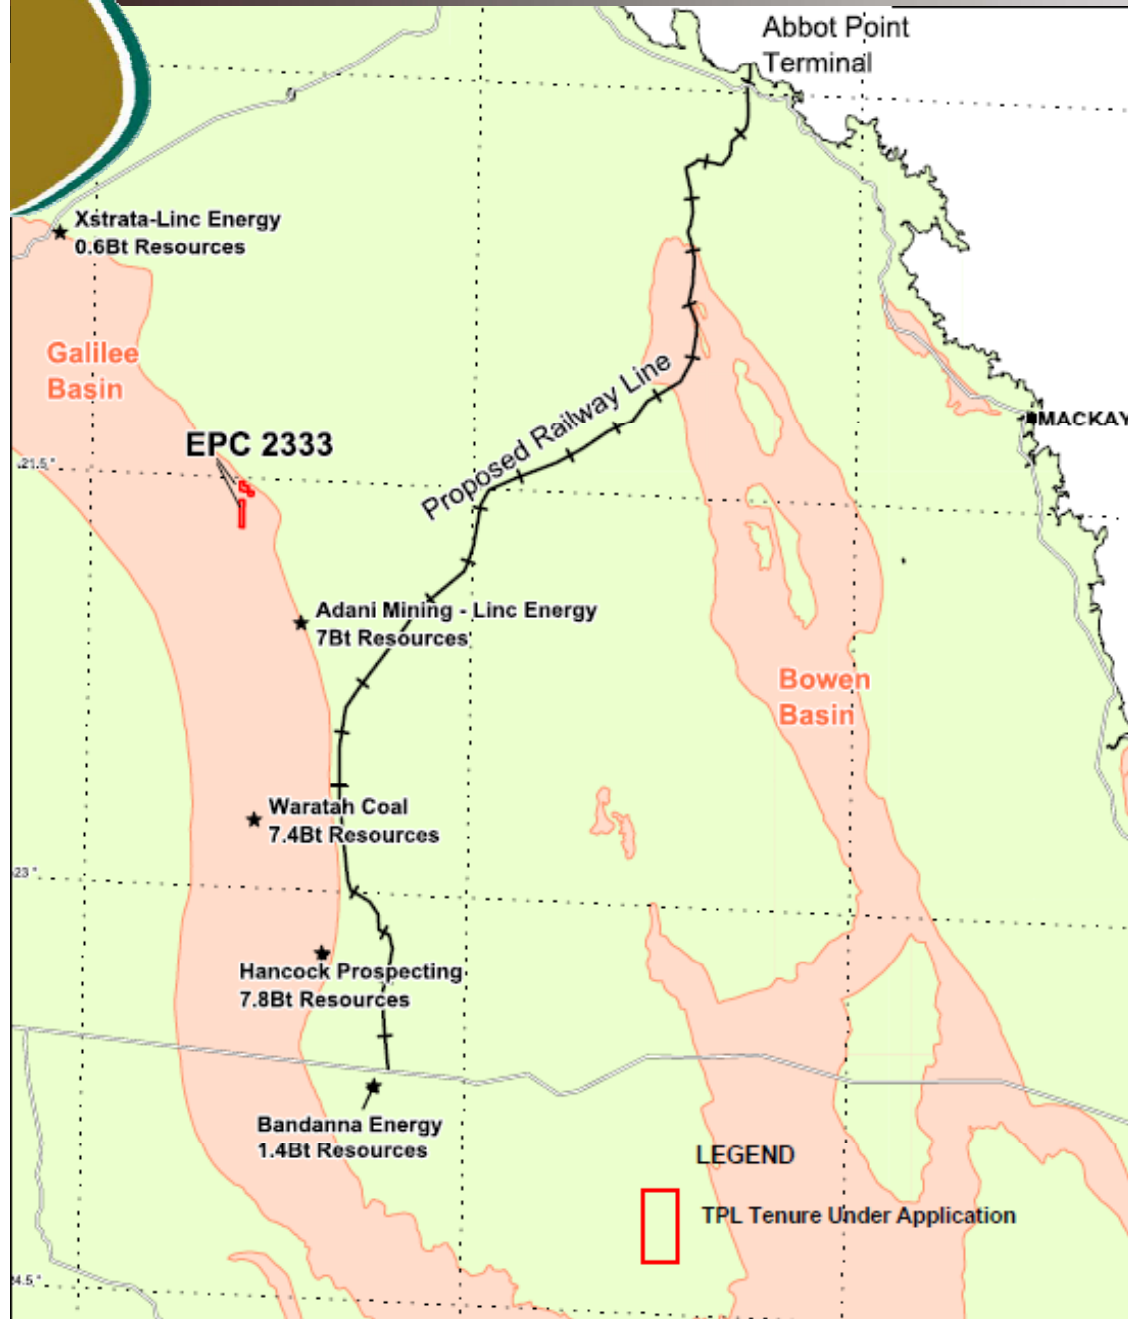 Abbot Point
Terminal
Xstrata-Linc Energy
0.6Bt Resources
Galilee
Basin
Proposed Railway Line
MACKAY
EPC 2333
21.5°
Adani Mining - Linc Energy
7Bt Resources
Bowen
Basin
Waratah Coal
7.4Bt Resources
23°
Hancock Prospecting
7.8Bt Resources
Bandanna Energy
1.4Bt Resources
LEGEND
TPL Tenure Under Application
24.5°